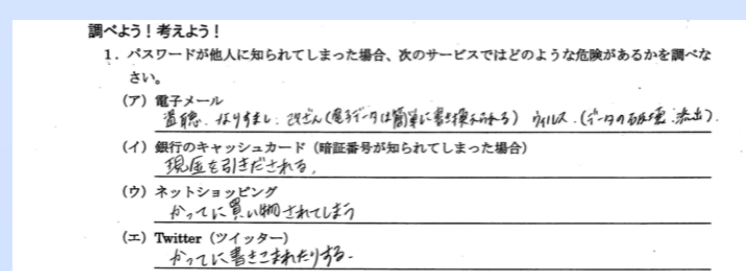 調べよう！考えよう！
1．パスワードが他人に知られてしまった場合、次のサービスではどのような危険があるかを調べな
さい。
（ア）電子メール
盗聴．なりすまし．改ざん（電子データは簡単に書き換えられる）ウィルス．（データの破壊．流出）．
（イ）銀行のキャッシュカード（暗証番号が知られてしまった場合）
現金を引きだされる．
（ウ）ネットショッピング
かってに買い物されてしまう
（エ）Twitter（ツイッター）
かってに書きこまれたりする．